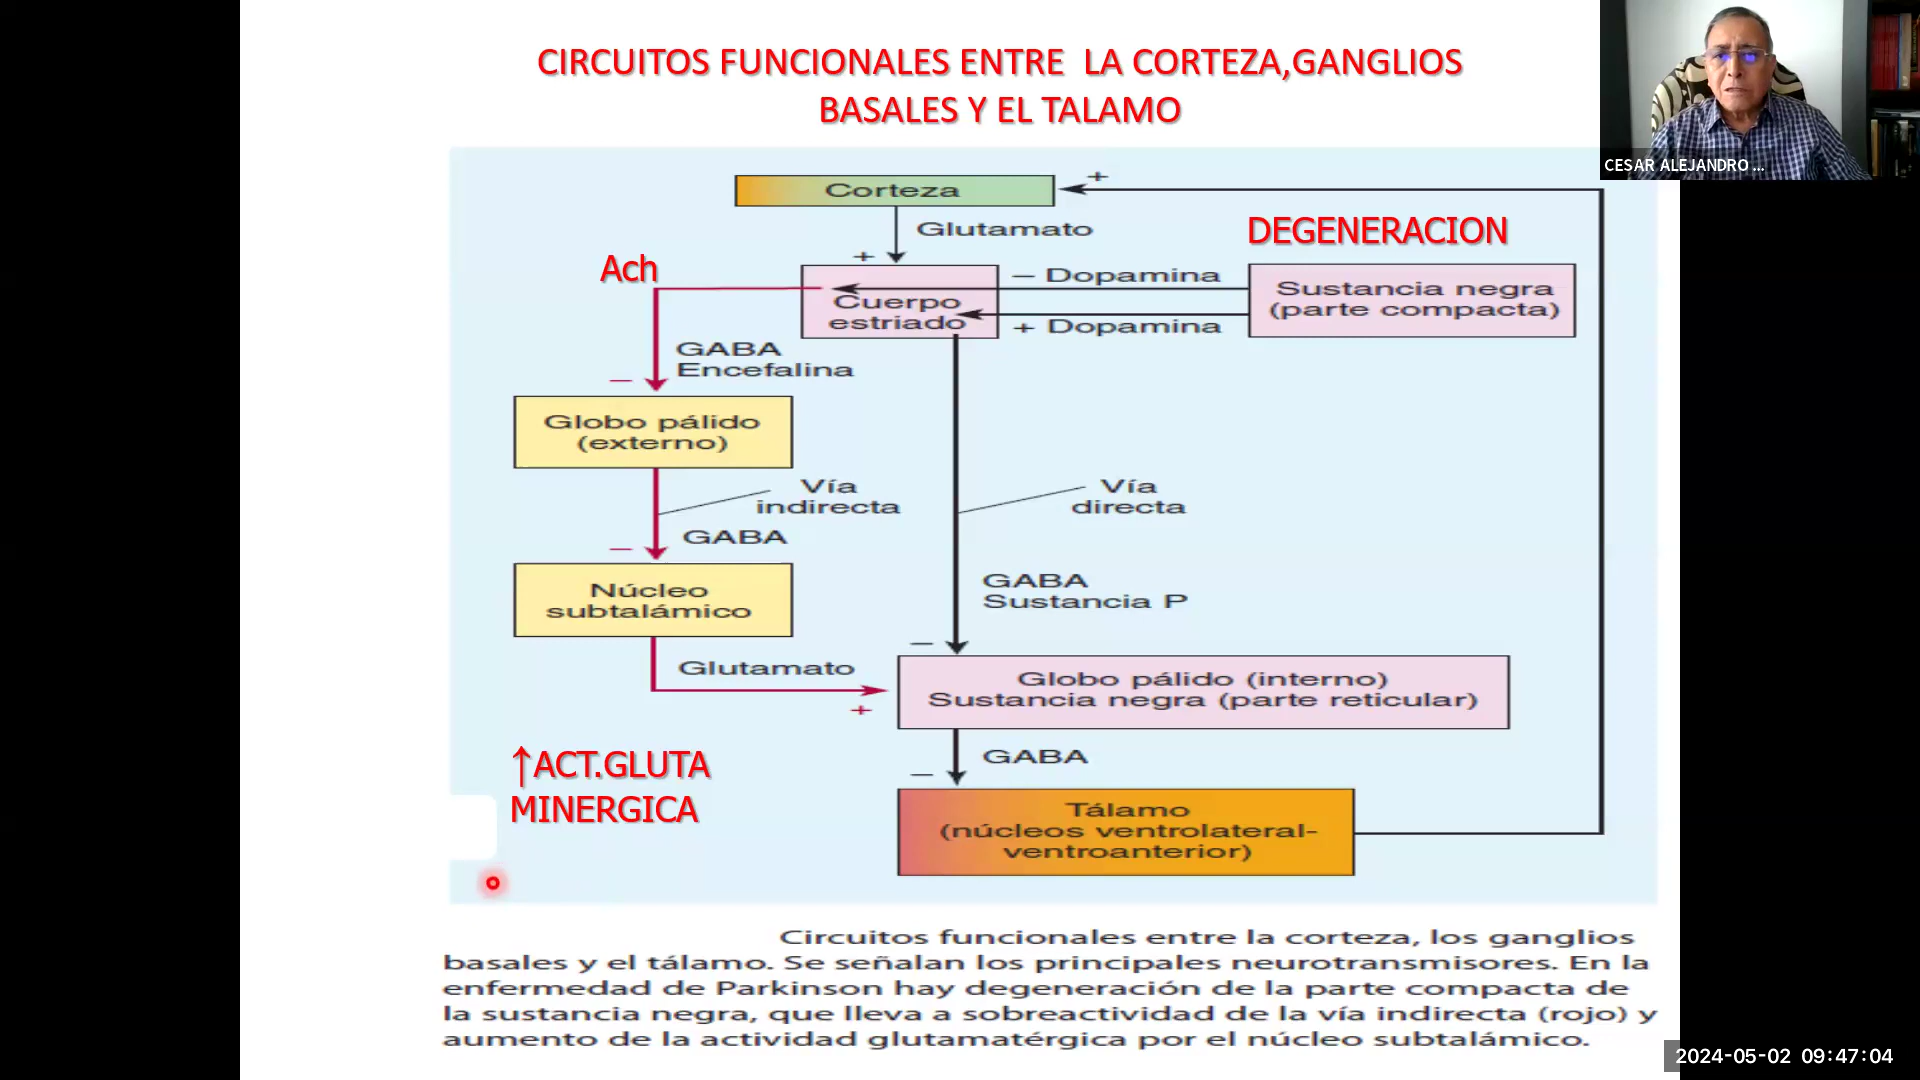 CIRCUITOS FUNCIONALES ENTRE LA CORTEZA,GANGLIOS
BASALES Y EL TALAMO
CESAR ALEJANDRO ...
Corteza
+
Glutamato
DEGENERACION
Ach
+
− Dopamina
Cuerpo
estriado
+ Dopamina
Sustancia negra
(parte compacta)
GABA
Encefalina
−
Globo pálido
(externo)
Vía
indirecta
Vía
directa
GABA
−
Núcleo
subtalámico
GABA
Sustancia P
−
Glutamato
+
Globo pálido (interno)
Sustancia negra (parte reticular)
GABA
−
↑ACT.GLUTA
MINERGICA
Tálamo
(núcleos ventrolateral-
ventroanterior)
Circuitos funcionales entre la corteza, los ganglios
basales y el tálamo. Se señalan los principales neurotransmisores. En la
enfermedad de Parkinson hay degeneración de la parte compacta de
la sustancia negra, que lleva a sobreactividad de la vía indirecta (rojo) y
aumento de la actividad glutamatérgica por el núcleo subtalámico.
2024-05-02 09:47:04